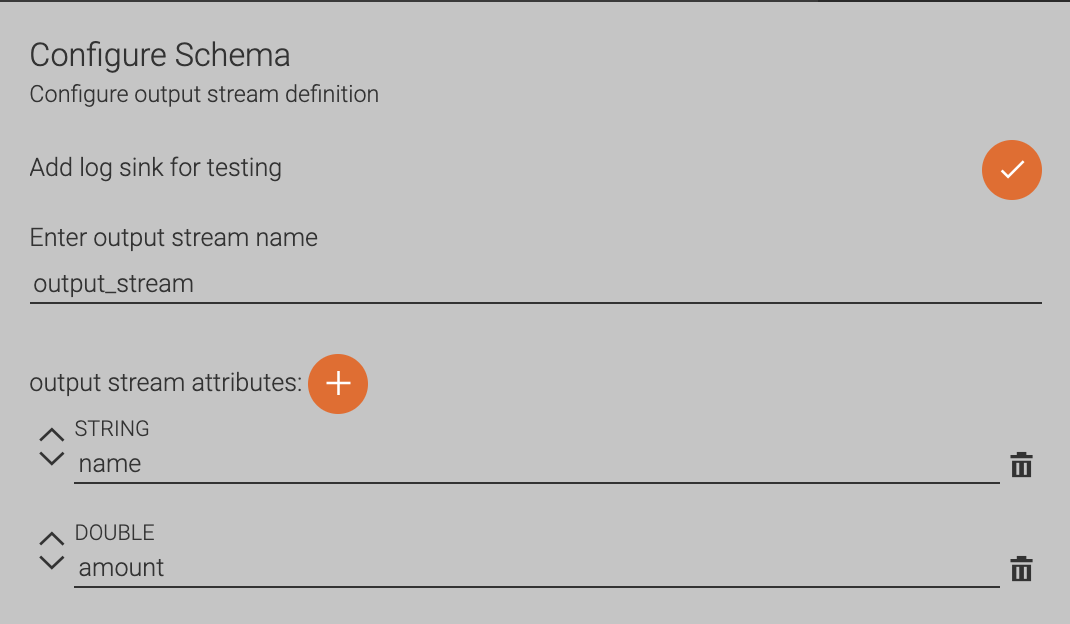 Configure Schema
Configure output stream definition
Add log sink for testing
Enter output stream name
output_stream
output stream attributes:
STRING
name
DOUBLE
amount